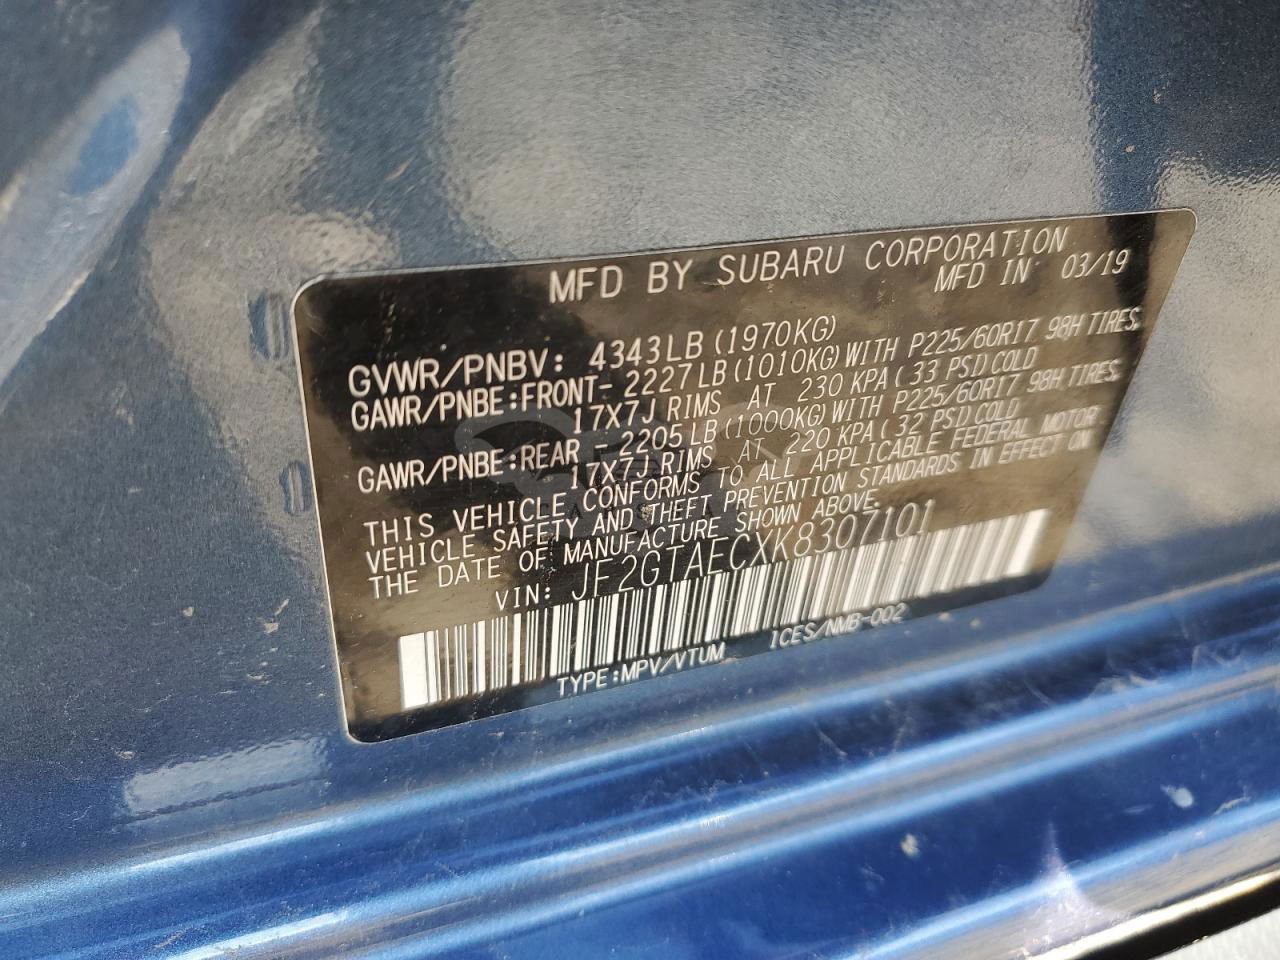 MFD BY SUBARU CORPORATION
MFD IN 03/19
GVWR/PNBV: 4343LB (1970KG)
GAWR/PNBE:FRONT- 2227LB (1010KG) WITH P225/60R17 98H TIRES,
17X7J RIMS AT 230 KPA ( 33 PSI) COLD
GAWR/PNBE:REAR - 2205LB (1000KG) WITH P225/60R17 98H TIRES,
17X7J RIMS AT 220 KPA ( 32 PSI) COLD
THIS VEHICLE CONFORMS TO ALL APPLICABLE FEDERAL MOTOR
VEHICLE SAFETY AND THEFT PREVENTION STANDARDS IN EFFECT ON
THE DATE OF MANUFACTURE SHOWN ABOVE.
VIN: JF2GTAECXK8307101
TYPE:MPV/VTUM ICES/NMB-002